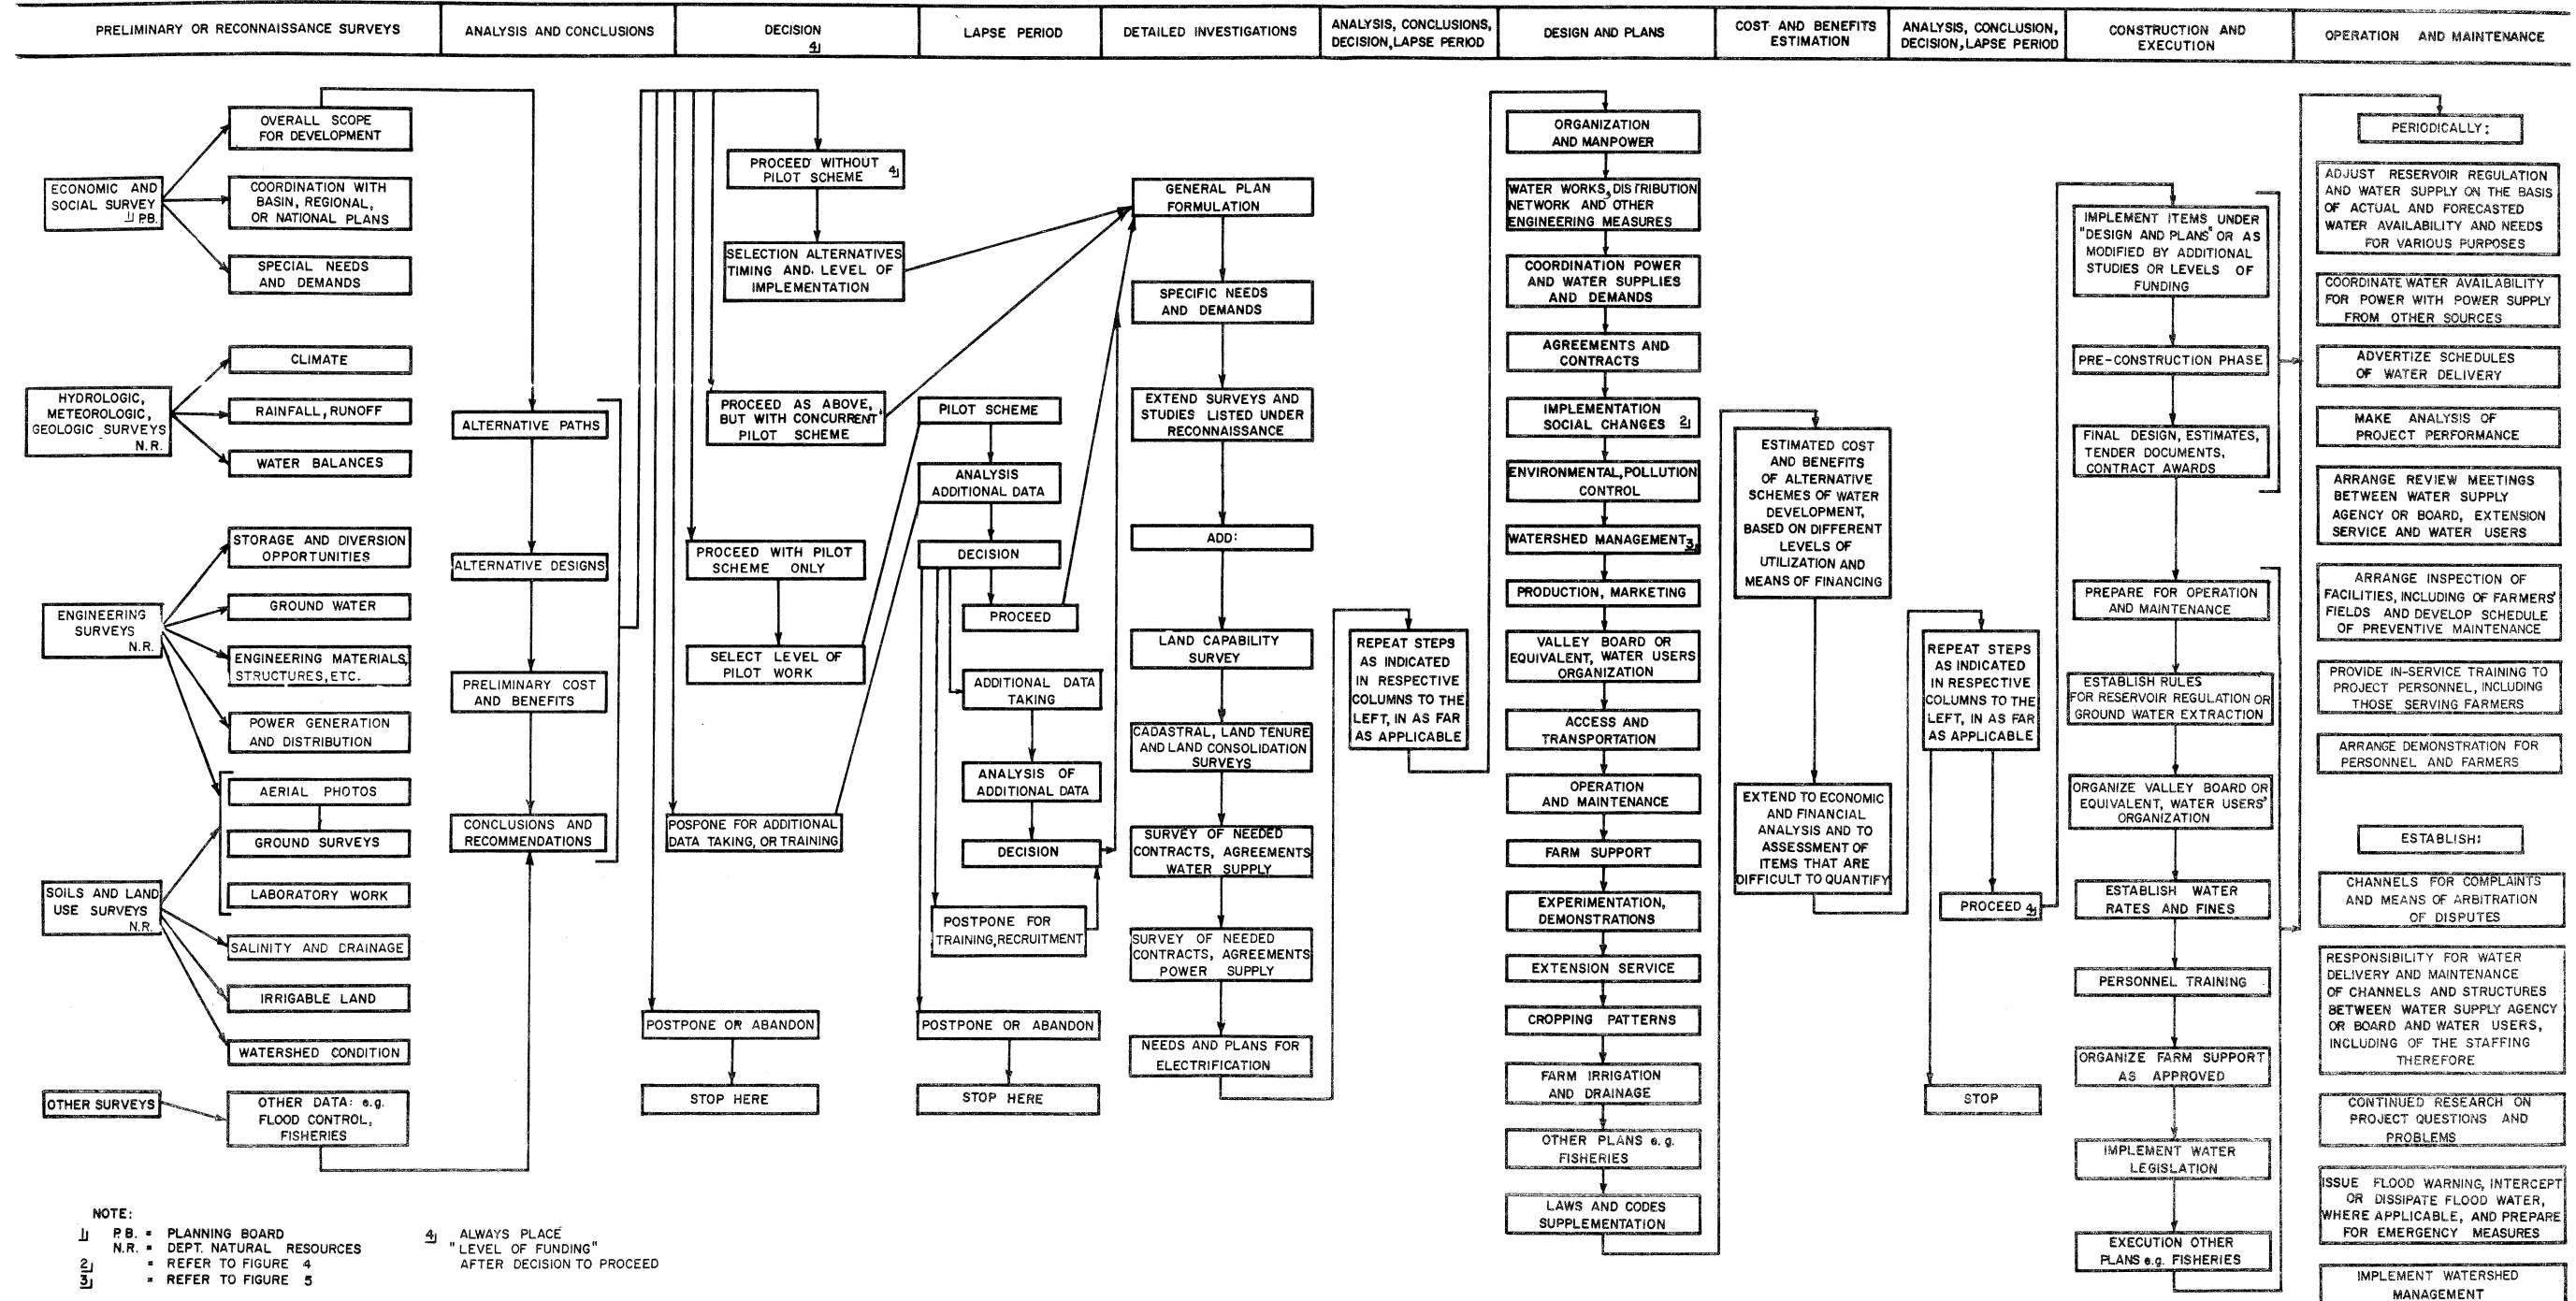 PRELIMINARY OR RECONNAISSANCE SURVEYS
ANALYSIS AND CONCLUSIONS
DECISION
4
LAPSE PERIOD
DETAILED INVESTIGATIONS
ANALYSIS, CONCLUSIONS,
DECISION, LAPSE PERIOD
DESIGN AND PLANS
COST AND BENEFITS
ESTIMATION
ANALYSIS, CONCLUSION,
DECISION, LAPSE PERIOD
CONSTRUCTION AND
EXECUTION
OPERATION AND MAINTENANCE
ECONOMIC AND
SOCIAL SURVEY
1 P.B.
OVERALL SCOPE
FOR DEVELOPMENT
COORDINATION WITH
BASIN, REGIONAL,
OR NATIONAL PLANS
SPECIAL NEEDS
AND DEMANDS
HYDROLOGIC,
METEOROLOGIC,
GEOLOGIC SURVEYS
N.R.
CLIMATE
RAINFALL, RUNOFF
WATER BALANCES
ENGINEERING
SURVEYS
N.R.
STORAGE AND DIVERSION
OPPORTUNITIES
GROUND WATER
ENGINEERING MATERIALS,
STRUCTURES, ETC.
POWER GENERATION
AND DISTRIBUTION
SOILS AND LAND
USE SURVEYS
N.R.
AERIAL PHOTOS
GROUND SURVEYS
LABORATORY WORK
SALINITY AND DRAINAGE
IRRIGABLE LAND
WATERSHED CONDITION
OTHER SURVEYS
OTHER DATA: e.g.
FLOOD CONTROL,
FISHERIES
ALTERNATIVE PATHS
ALTERNATIVE DESIGNS
PRELIMINARY COST
AND BENEFITS
CONCLUSIONS AND
RECOMMENDATIONS
PROCEED WITHOUT
PILOT SCHEME 4
SELECTION ALTERNATIVES
TIMING AND LEVEL OF
IMPLEMENTATION
PROCEED AS ABOVE,
BUT WITH CONCURRENT
PILOT SCHEME
PROCEED WITH PILOT
SCHEME ONLY
SELECT LEVEL OF
PILOT WORK
POSPONE FOR ADDITIONAL
DATA TAKING, OR TRAINING
POSTPONE OR ABANDON
STOP HERE
PILOT SCHEME
ANALYSIS
ADDITIONAL DATA
DECISION
PROCEED
ADDITIONAL DATA
TAKING
ANALYSIS OF
ADDITIONAL DATA
DECISION
POSTPONE FOR
TRAINING, RECRUITMENT
POSTPONE OR ABANDON
STOP HERE
GENERAL PLAN
FORMULATION
SPECIFIC NEEDS
AND DEMANDS
EXTEND SURVEYS AND
STUDIES LISTED UNDER
RECONNAISSANCE
ADD:
LAND CAPABILITY
SURVEY
CADASTRAL, LAND TENURE
AND LAND CONSOLIDATION
SURVEYS
SURVEY OF NEEDED
CONTRACTS, AGREEMENTS
WATER SUPPLY
SURVEY OF NEEDED
CONTRACTS, AGREEMENTS
POWER SUPPLY
NEEDS AND PLANS FOR
ELECTRIFICATION
REPEAT STEPS
AS INDICATED
IN RESPECTIVE
COLUMNS TO THE
LEFT, IN AS FAR
AS APPLICABLE
ORGANIZATION
AND MANPOWER
WATER WORKS, DISTRIBUTION
NETWORK AND OTHER
ENGINEERING MEASURES
COORDINATION POWER
AND WATER SUPPLIES
AND DEMANDS
AGREEMENTS AND
CONTRACTS
IMPLEMENTATION
SOCIAL CHANGES 2
ENVIRONMENTAL, POLLUTION
CONTROL
WATERSHED MANAGEMENT 3
PRODUCTION, MARKETING
VALLEY BOARD OR
EQUIVALENT, WATER USERS
ORGANIZATION
ACCESS AND
TRANSPORTATION
OPERATION
AND MAINTENANCE
FARM SUPPORT
EXPERIMENTATION,
DEMONSTRATIONS
EXTENSION SERVICE
CROPPING PATTERNS
FARM IRRIGATION
AND DRAINAGE
OTHER PLANS e.g.
FISHERIES
LAWS AND CODES
SUPPLEMENTATION
ESTIMATED COST
AND BENEFITS
OF ALTERNATIVE
SCHEMES OF WATER
DEVELOPMENT,
BASED ON DIFFERENT
LEVELS OF
UTILIZATION AND
MEANS OF FINANCING
EXTEND TO ECONOMIC
AND FINANCIAL
ANALYSIS AND TO
ASSESSMENT OF
ITEMS THAT ARE
DIFFICULT TO QUANTIFY
REPEAT STEPS
AS INDICATED
IN RESPECTIVE
COLUMNS TO THE
LEFT, IN AS FAR
AS APPLICABLE
PROCEED 4
STOP
IMPLEMENT ITEMS UNDER
"DESIGN AND PLANS" OR AS
MODIFIED BY ADDITIONAL
STUDIES OR LEVELS OF
FUNDING
PRE-CONSTRUCTION PHASE
FINAL DESIGN, ESTIMATES,
TENDER DOCUMENTS,
CONTRACT AWARDS
PREPARE FOR OPERATION
AND MAINTENANCE
ESTABLISH RULES
FOR RESERVOIR REGULATION OR
GROUND WATER EXTRACTION
ORGANIZE VALLEY BOARD OR
EQUIVALENT, WATER USERS'
ORGANIZATION
ESTABLISH WATER
RATES AND FINES
PERSONNEL TRAINING
ORGANIZE FARM SUPPORT
AS APPROVED
IMPLEMENT WATER
LEGISLATION
EXECUTION OTHER
PLANS e.g. FISHERIES
PERIODICALLY:
ADJUST RESERVOIR REGULATION
AND WATER SUPPLY ON THE BASIS
OF ACTUAL AND FORECASTED
WATER AVAILABILITY AND NEEDS
FOR VARIOUS PURPOSES
COORDINATE WATER AVAILABILITY
FOR POWER WITH POWER SUPPLY
FROM OTHER SOURCES
ADVERTIZE SCHEDULES
OF WATER DELIVERY
MAKE ANALYSIS OF
PROJECT PERFORMANCE
ARRANGE REVIEW MEETINGS
BETWEEN WATER SUPPLY
AGENCY OR BOARD, EXTENSION
SERVICE AND WATER USERS
ARRANGE INSPECTION OF
FACILITIES, INCLUDING OF FARMERS'
FIELDS AND DEVELOP SCHEDULE
OF PREVENTIVE MAINTENANCE
PROVIDE IN-SERVICE TRAINING TO
PROJECT PERSONNEL, INCLUDING
THOSE SERVING FARMERS
ARRANGE DEMONSTRATION FOR
PERSONNEL AND FARMERS
ESTABLISH:
CHANNELS FOR COMPLAINTS
AND MEANS OF ARBITRATION
OF DISPUTES
RESPONSIBILITY FOR WATER
DELIVERY AND MAINTENANCE
OF CHANNELS AND STRUCTURES
BETWEEN WATER SUPPLY AGENCY
OR BOARD AND WATER USERS,
INCLUDING OF THE STAFFING
THEREFORE
CONTINUED RESEARCH ON
PROJECT QUESTIONS AND
PROBLEMS
ISSUE FLOOD WARNING, INTERCEPT
OR DISSIPATE FLOOD WATER,
WHERE APPLICABLE, AND PREPARE
FOR EMERGENCY MEASURES
IMPLEMENT WATERSHED
MANAGEMENT
NOTE:
1 P.B. = PLANNING BOARD
N.R. = DEPT. NATURAL RESOURCES
2 = REFER TO FIGURE 4
3 = REFER TO FIGURE 5
4 ALWAYS PLACE
"LEVEL OF FUNDING"
AFTER DECISION TO PROCEED